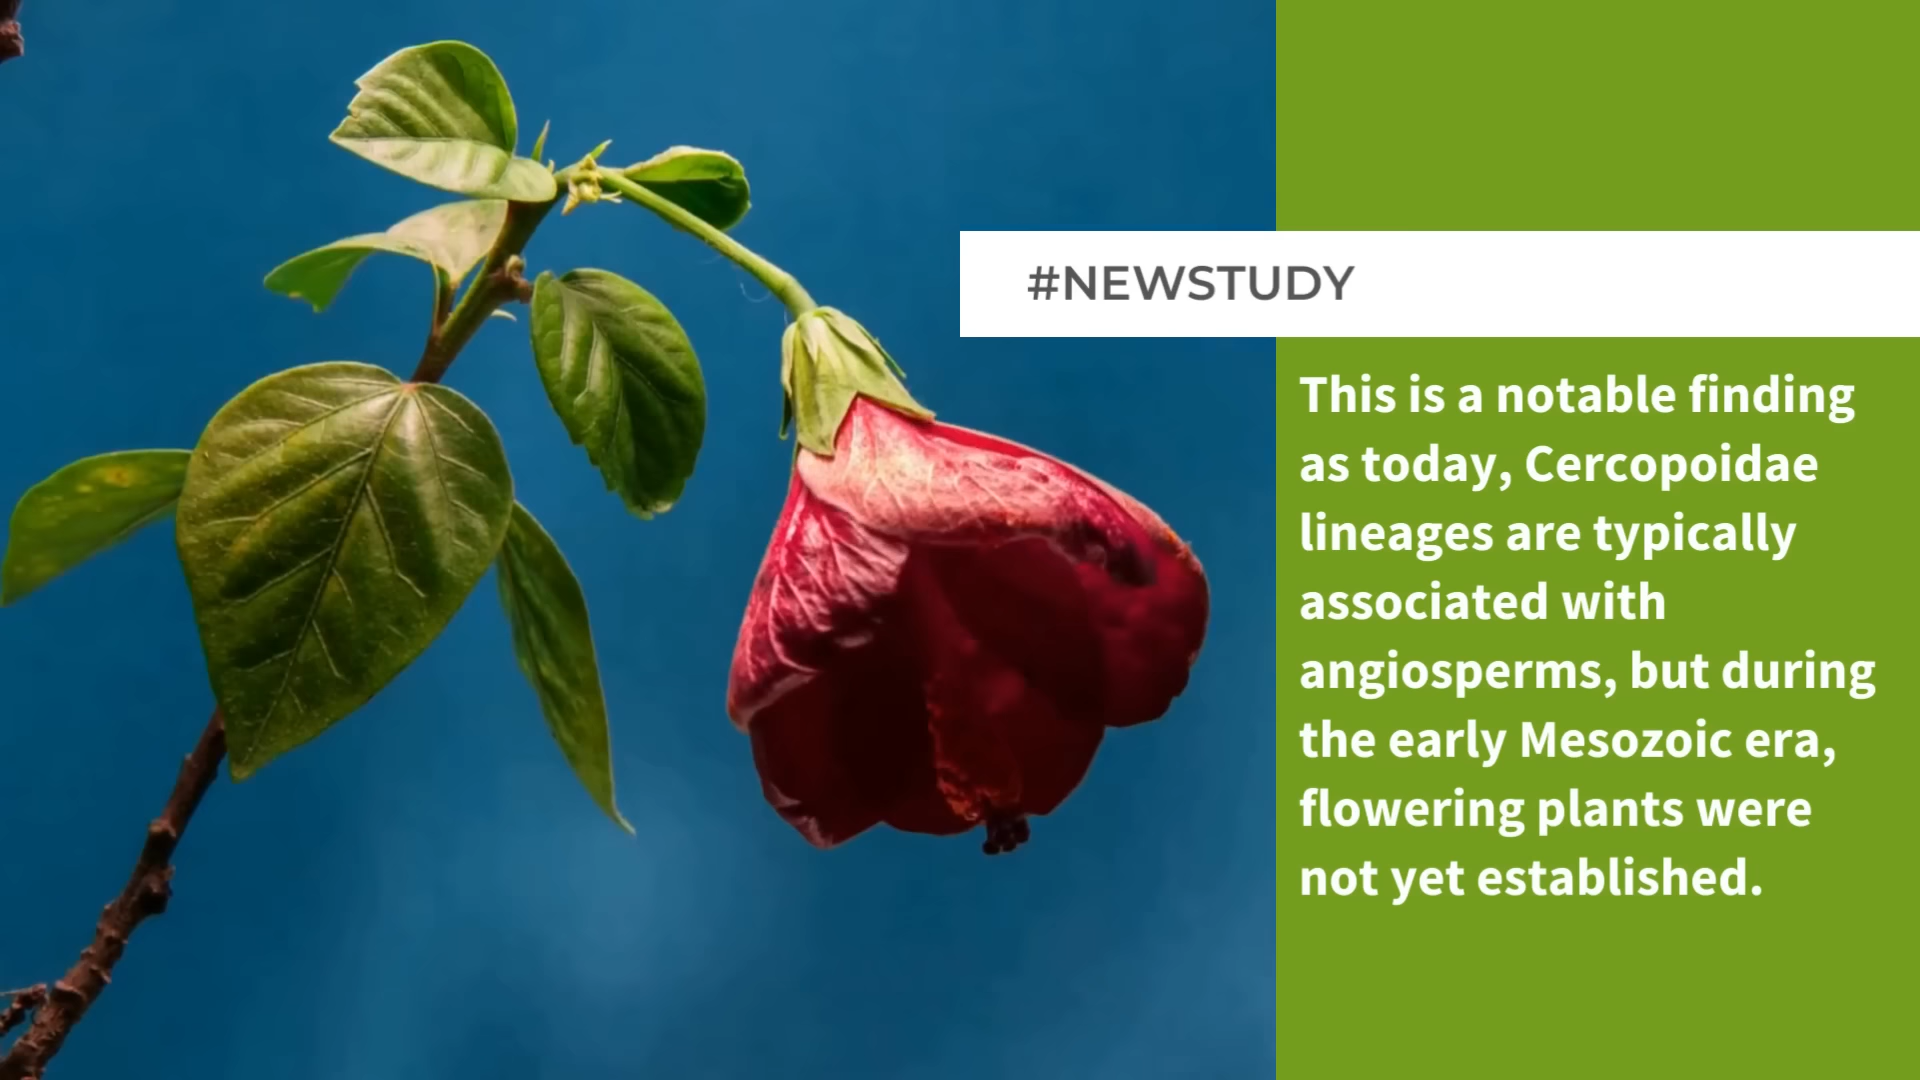 #NEWSTUDY
This is a notable finding
as today, Cercopoidae
lineages are typically
associated with
angiosperms, but during
the early Mesozoic era,
flowering plants were
not yet established.